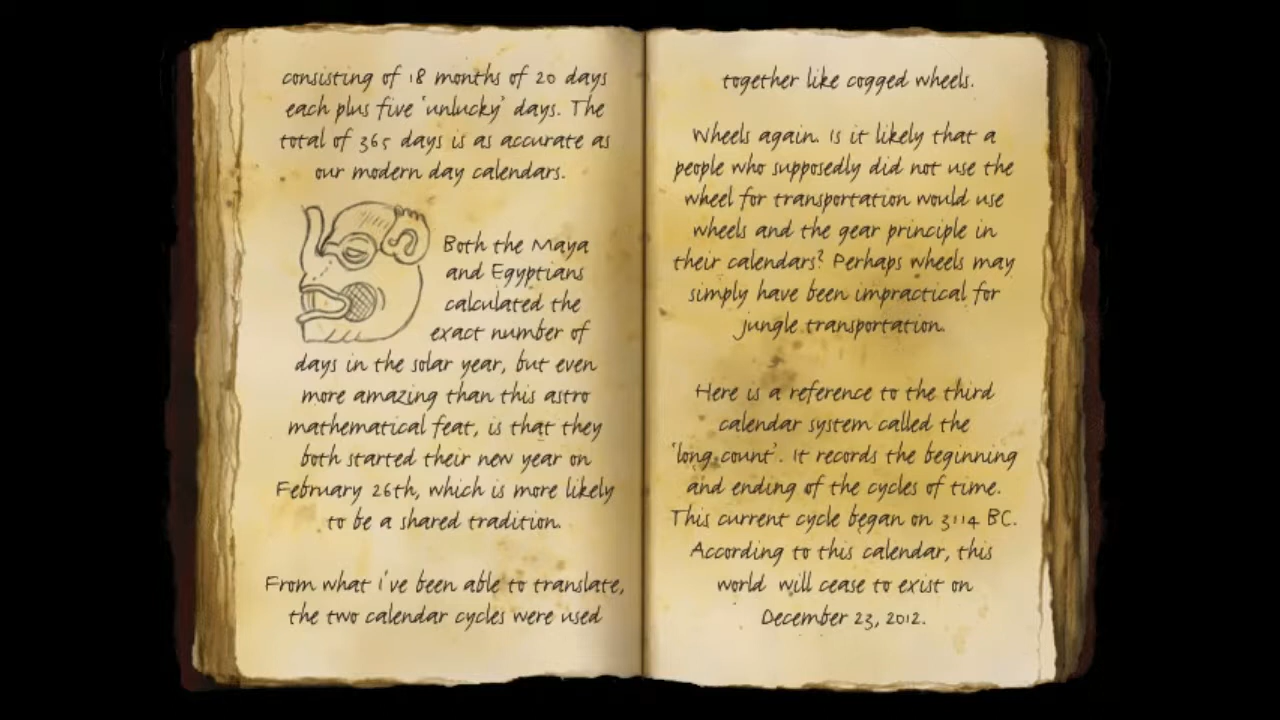 consisting of 18 months of 20 days
each plus five 'unlucky' days. The
total of 365 days is as accurate as
our modern day calendars.
Both the Maya
and Egyptians
calculated the
exact number of
days in the solar year, but even
more amazing than this astro
mathematical feat, is that they
both started their new year on
February 26th, which is more likely
to be a shared tradition.
From what i've been able to translate,
the two calendar cycles were used
together like cogged wheels.
Wheels again. Is it likely that a
people who supposedly did not use the
wheel for transportation would use
wheels and the gear principle in
their calendars? Perhaps wheels may
simply have been impractical for
jungle transportation.
Here is a reference to the third
calendar system called the
'long count'. It records the beginning
and ending of the cycles of time.
This current cycle began on 3114 BC.
According to this calendar, this
world will cease to exist on
December 23, 2012.